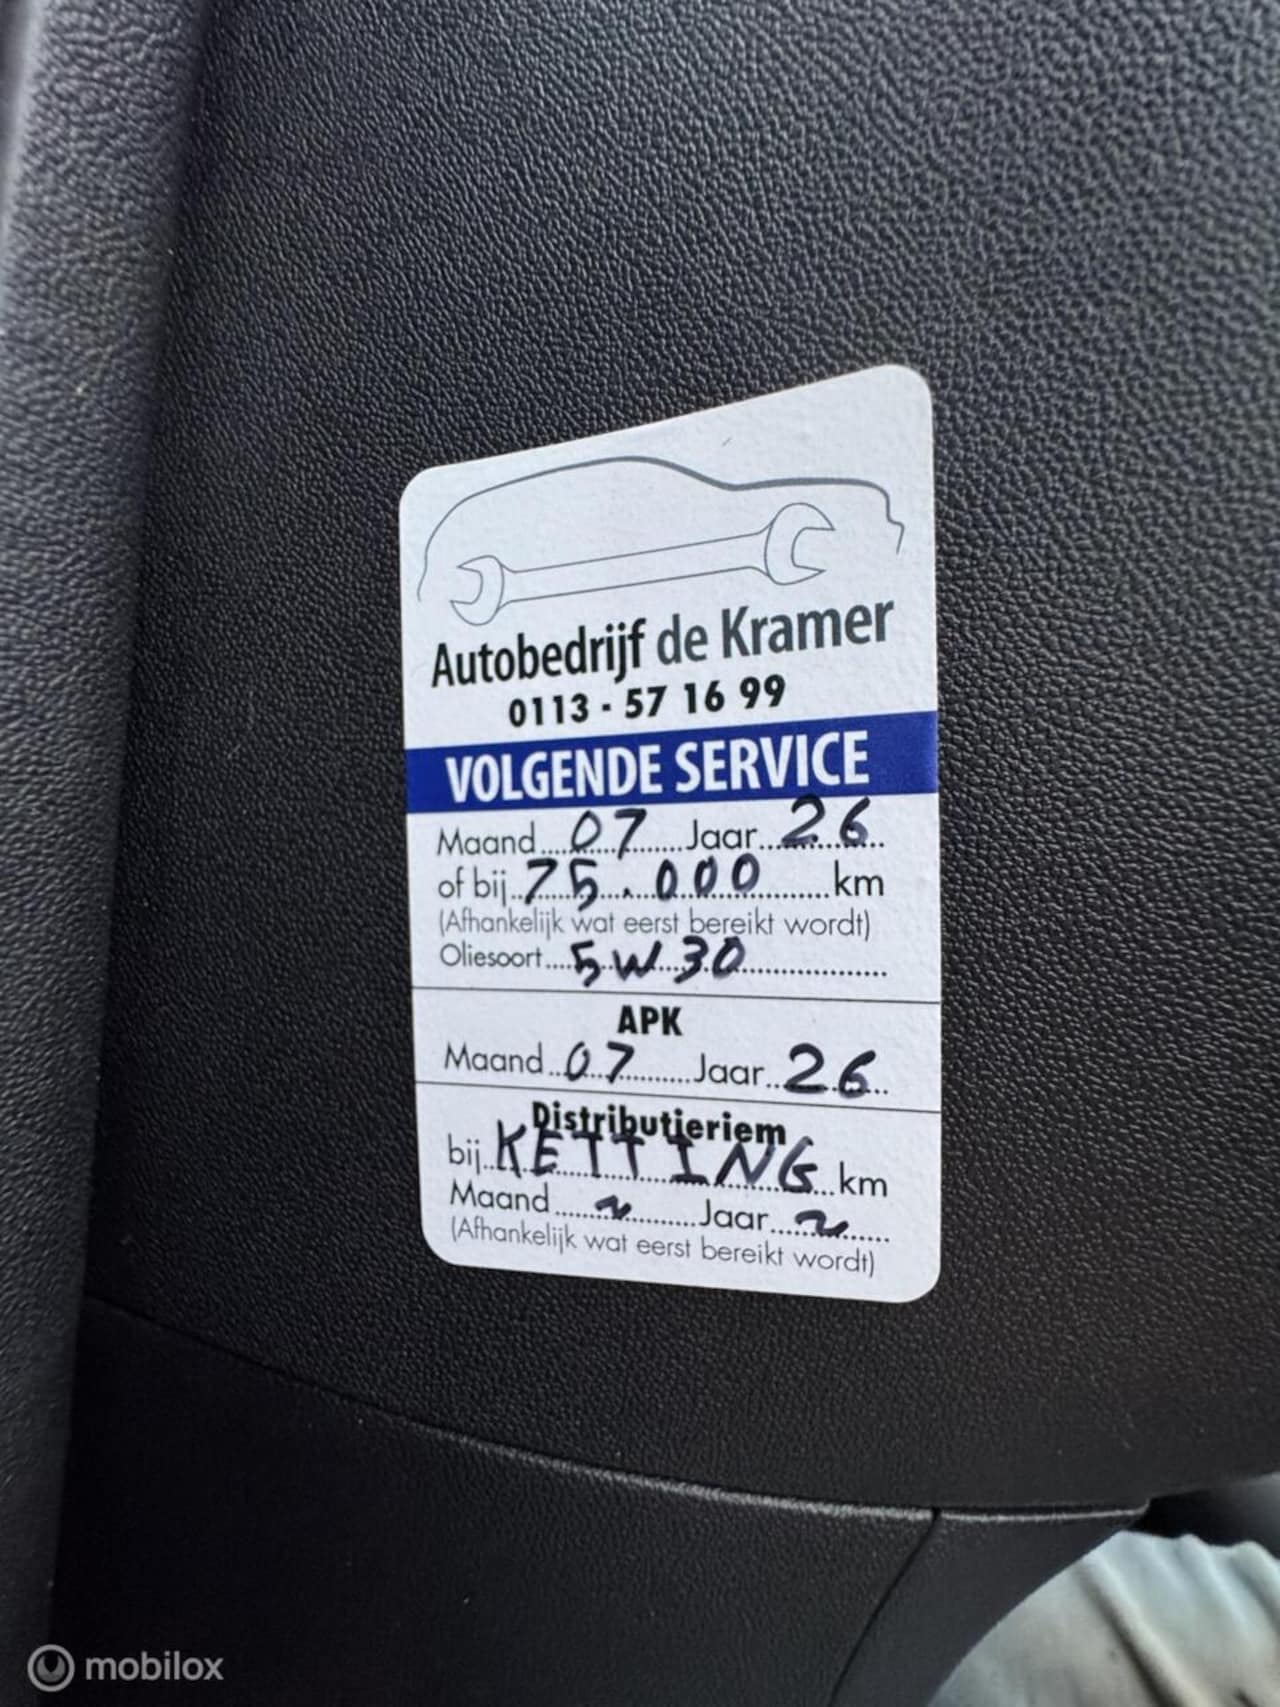 Autobedrijf de Kramer
0113 - 57 16 99
VOLGENDE SERVICE
Maand 07 Jaar 26
of bij 75.000 km
(Afhankelijk wat eerst bereikt wordt)
Oliesoort 5W30
APK
Maand 07 Jaar 26
Distributieriem
bij KETTING km
Maand ~ Jaar ~
(Afhankelijk wat eerst bereikt wordt)
mobilox